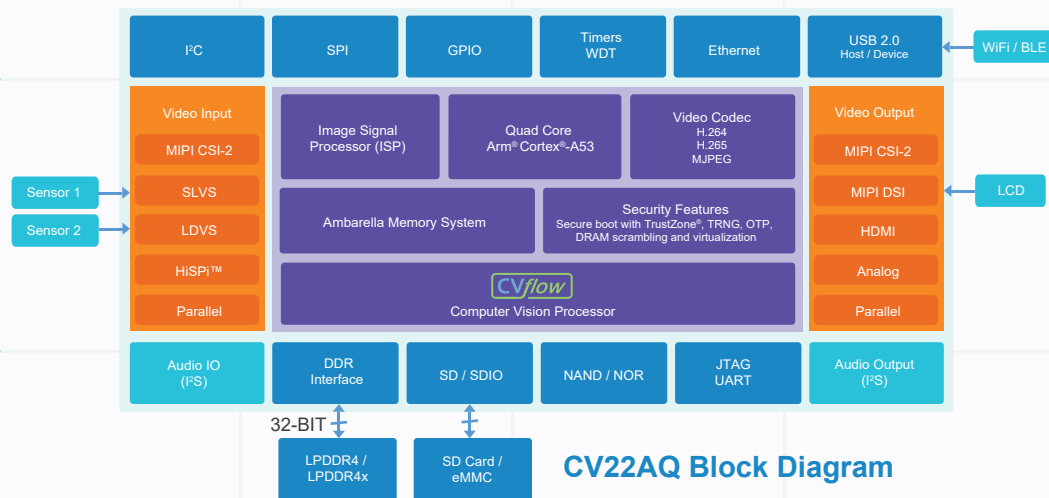 I²C
SPI
GPIO
Timers
WDT
Ethernet
USB 2.0
Host / Device
WiFi / BLE
Video Input
MIPI CSI-2
SLVS
LDVS
HiSPi™
Parallel
Sensor 1
Sensor 2
Image Signal
Processor (ISP)
Quad Core
Arm® Cortex®-A53
Video Codec
H.264
H.265
MJPEG
Ambarella Memory System
Security Features
Secure boot with TrustZone®, TRNG, OTP,
DRAM scrambling and virtualization
CVflow
Computer Vision Processor
Video Output
MIPI CSI-2
MIPI DSI
HDMI
Analog
Parallel
LCD
Audio IO
(I²S)
DDR
Interface
SD / SDIO
NAND / NOR
JTAG
UART
Audio Output
(I²S)
32-BIT
LPDDR4 /
LPDDR4x
SD Card /
eMMC
CV22AQ Block Diagram